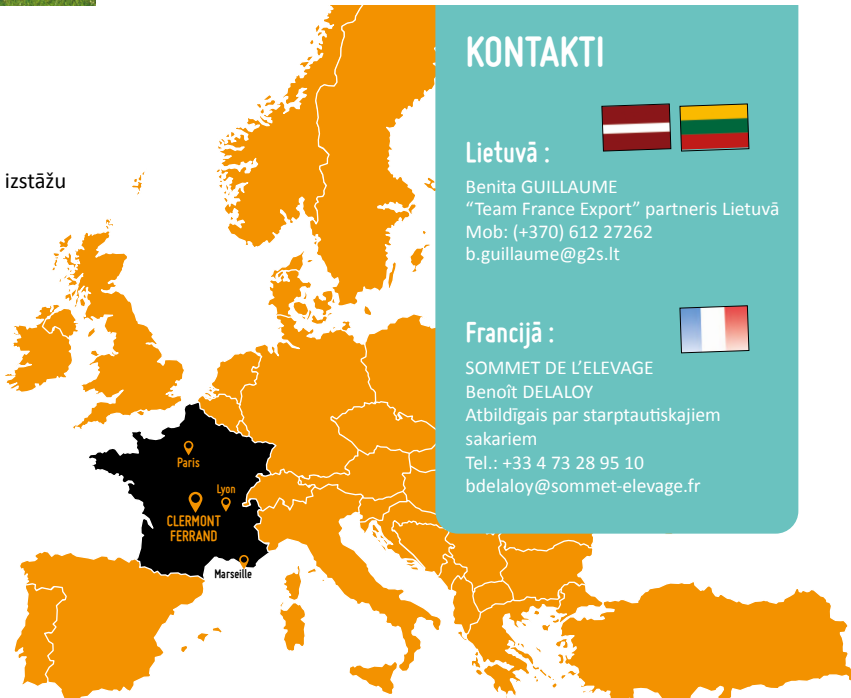 izstāžu
KONTAKTI
Lietuvā :
Benita GUILLAUME
“Team France Export” partneris Lietuvā
Mob: (+370) 612 27262
b.guillaume@g2s.lt
Francijā :
SOMMET DE L’ELEVAGE
Benoît DELALOY
Atbildīgais par starptautiskajiem
sakariem
Tel.: +33 4 73 28 95 10
bdelaloy@sommet-elevage.fr
Paris
Lyon
CLERMONT
FERRAND
Marseille